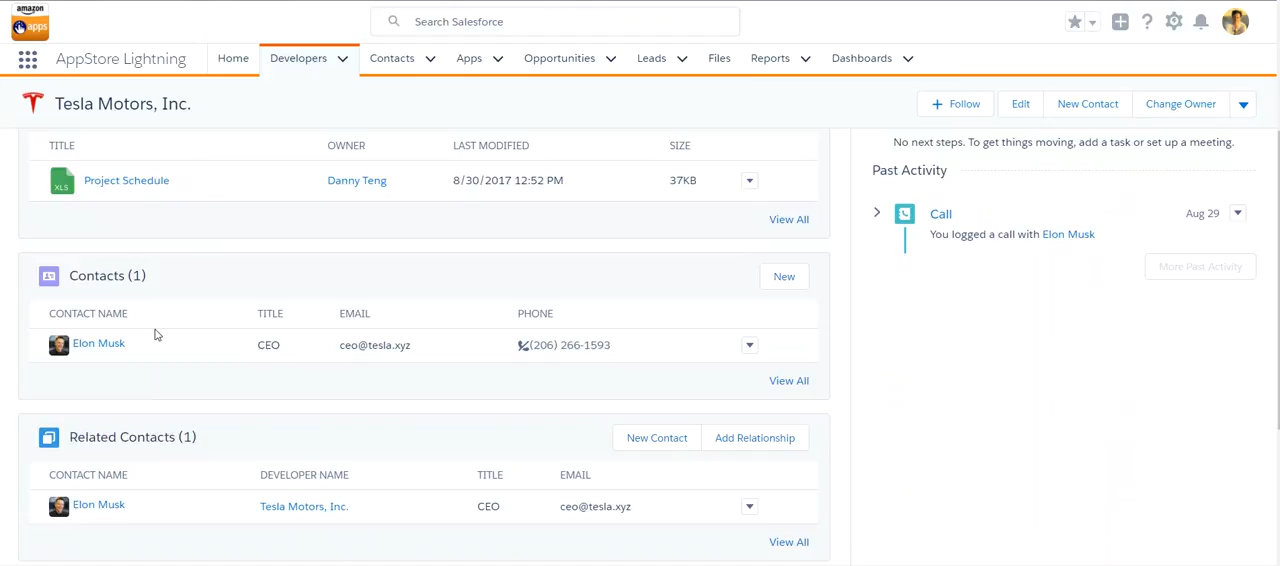 amazon
apps
Search Salesforce
AppStore Lightning Home Developers Contacts Apps Opportunities Leads Files Reports Dashboards
Tesla Motors, Inc. Follow Edit New Contact Change Owner
TITLE OWNER LAST MODIFIED SIZE
XLS Project Schedule Danny Teng 8/30/2017 12:52 PM 37KB
View All
Contacts (1) New
CONTACT NAME TITLE EMAIL PHONE
Elon Musk CEO ceo@tesla.xyz (206) 266-1593
View All
Related Contacts (1) New Contact Add Relationship
CONTACT NAME DEVELOPER NAME TITLE EMAIL
Elon Musk Tesla Motors, Inc. CEO ceo@tesla.xyz
View All
No next steps. To get things moving, add a task or set up a meeting.
Past Activity
Call Aug 29
You logged a call with Elon Musk
More Past Activity